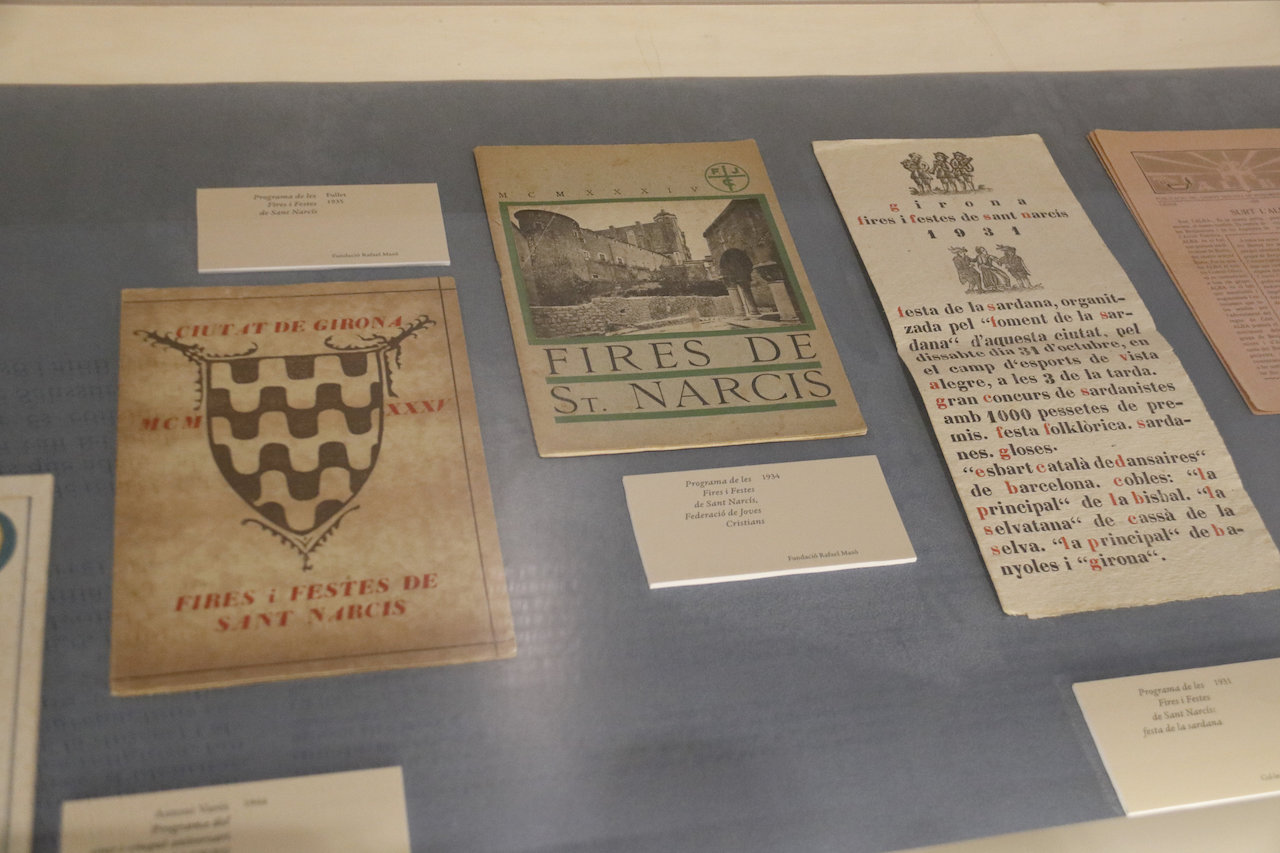 Programa de les Fullet
Fires i Festes 1935
de Sant Narcís
Fundació Rafael Masó
CIUTAT DE GIRONA
MCM XXXV
FIRES i FESTES DE
SANT NARCIS
MCMXXXIV
FJC
FIRES DE
ST. NARCIS
Programa de les 1934
Fires i Festes
de Sant Narcís,
Federació de Joves
Cristians
Fundació Rafael Masó
girona
fires i festes de sant narcís
1931
festa de la sardana, organit-
zada pel “foment de la sar-
dana“ d'aquesta ciutat, pel
dissabte dia 31 d'octubre, en
el camp d'esports de vista
alegre, a les 3 de la tarda.
gran concurs de sardanistes
amb 1000 pessetes de pre-
mis. festa folklòrica. sarda-
nes. gloses.
“esbart català de dansaires“
de barcelona. cobles: “la
principal“ de la bisbal. “la
selvatana“ de cassà de la
selva. “la principal“ de ba-
nyoles i “girona“.
Programa de les 1931
Fires i Festes
de Sant Narcís:
festa de la sardana
SURT L'A
1944
Programa del